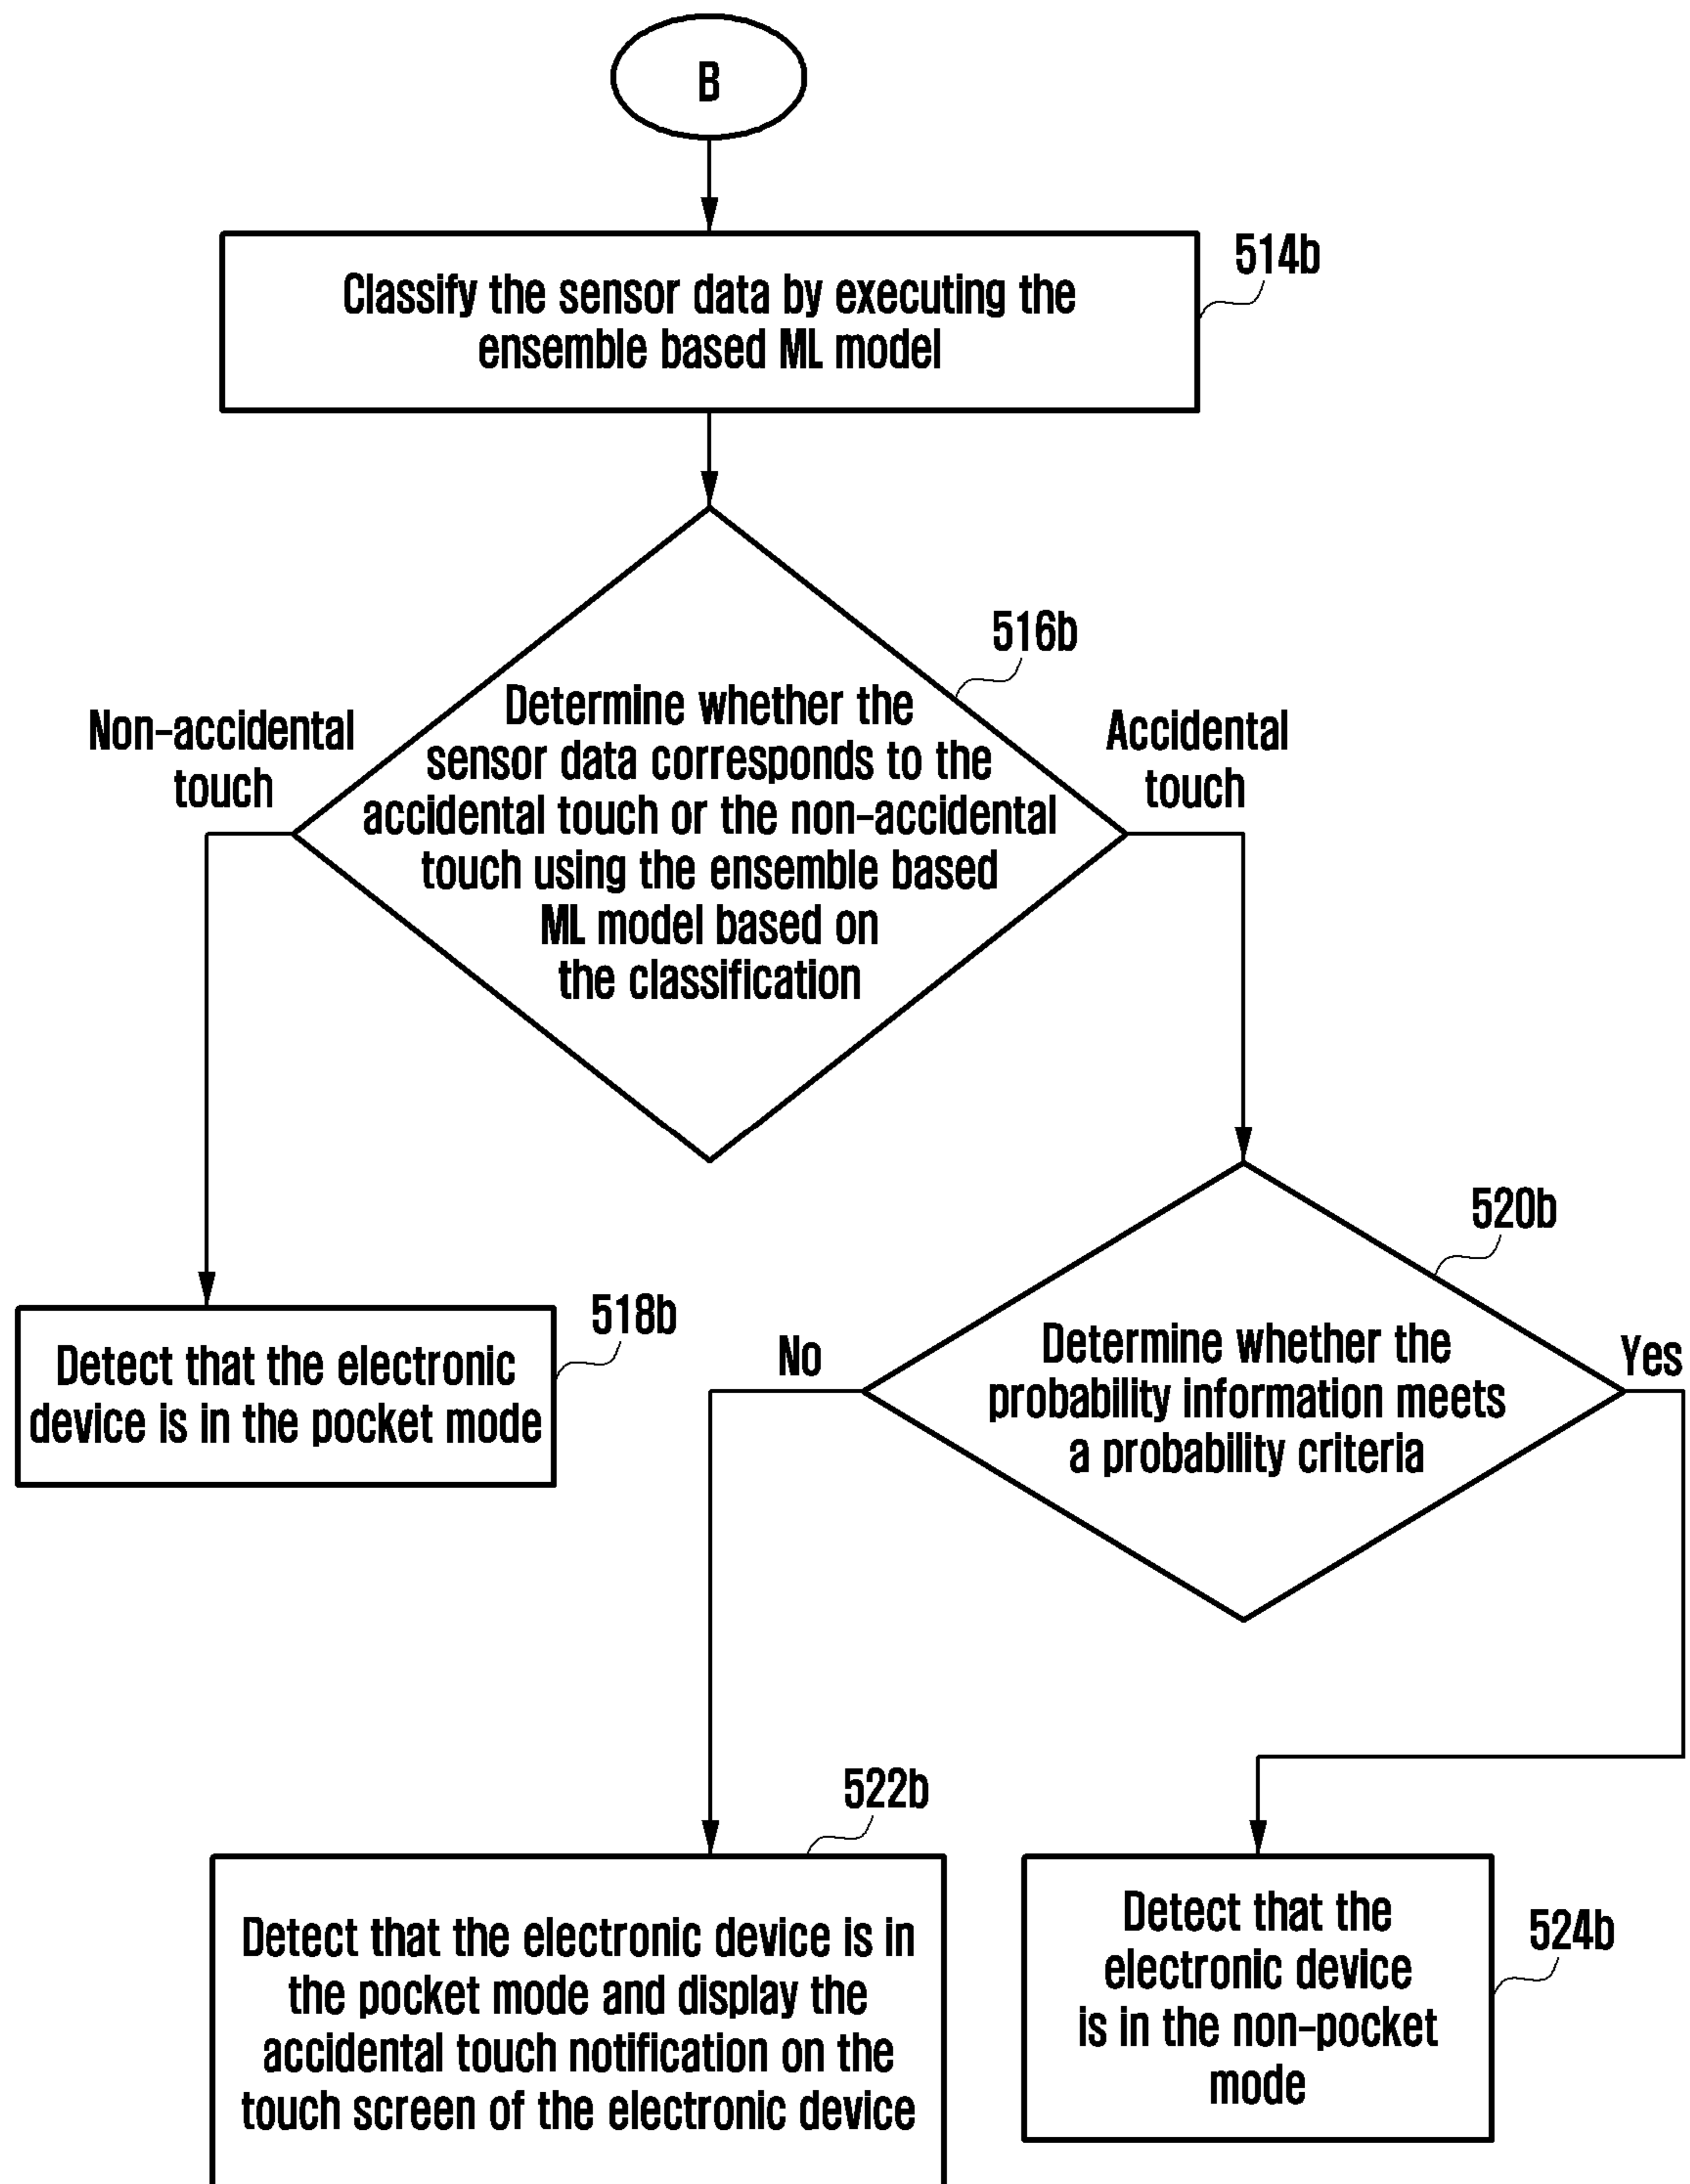 B
514b
Classify the sensor data by executing the
ensemble based ML model
516b
Non-accidental
touch
Accidental
touch
Determine whether the
sensor data corresponds to the
accidental touch or the non-accidental
touch using the ensemble based
ML model based on
the classification
518b
Detect that the electronic
device is in the pocket mode
520b
No
Yes
Determine whether the
probability information meets
a probability criteria
522b
Detect that the electronic device is in
the pocket mode and display the
accidental touch notification on the
touch screen of the electronic device
524b
Detect that the
electronic device
is in the non-pocket
mode